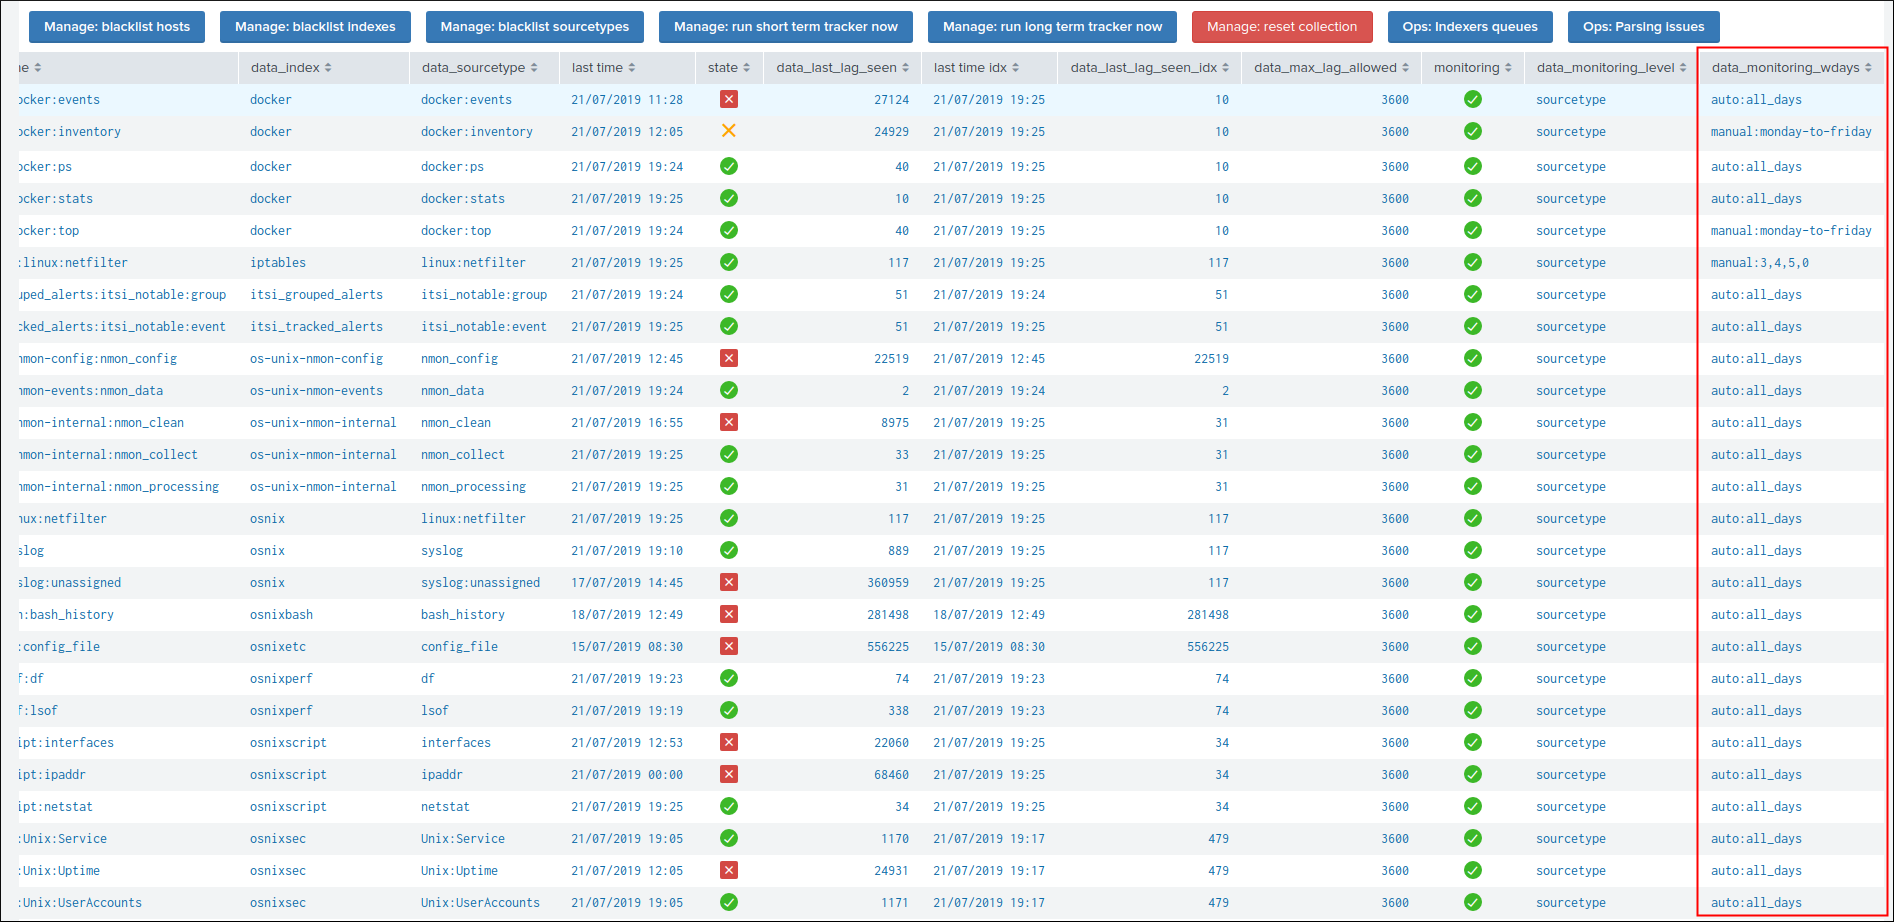 Manage: blacklist hosts Manage: blacklist indexes Manage: blacklist sourcetypes Manage: run short term tracker now Manage: run long term tracker now Manage: reset collection Ops: Indexers queues Ops: Parsing issues
ne data_index data_sourcetype last time state data_last_lag_seen last time idx data_last_lag_seen_idx data_max_lag_allowed monitoring data_monitoring_level data_monitoring_wdays
ocker:events docker docker:events 21/07/2019 11:28 27124 21/07/2019 19:25 10 3600 sourcetype auto:all_days
ocker:inventory docker docker:inventory 21/07/2019 12:05 24929 21/07/2019 19:25 10 3600 sourcetype manual:monday-to-friday
ocker:ps docker docker:ps 21/07/2019 19:24 40 21/07/2019 19:25 10 3600 sourcetype auto:all_days
ocker:stats docker docker:stats 21/07/2019 19:25 10 21/07/2019 19:25 10 3600 sourcetype auto:all_days
ocker:top docker docker:top 21/07/2019 19:24 40 21/07/2019 19:25 10 3600 sourcetype manual:monday-to-friday
:linux:netfilter iptables linux:netfilter 21/07/2019 19:25 117 21/07/2019 19:25 117 3600 sourcetype manual:3,4,5,0
uped_alerts:itsi_notable:group itsi_grouped_alerts itsi_notable:group 21/07/2019 19:24 51 21/07/2019 19:24 51 3600 sourcetype auto:all_days
cked_alerts:itsi_notable:event itsi_tracked_alerts itsi_notable:event 21/07/2019 19:25 51 21/07/2019 19:25 51 3600 sourcetype auto:all_days
nmon-config:nmon_config os-unix-nmon-config nmon_config 21/07/2019 12:45 22519 21/07/2019 12:45 22519 3600 sourcetype auto:all_days
nmon-events:nmon_data os-unix-nmon-events nmon_data 21/07/2019 19:24 2 21/07/2019 19:24 2 3600 sourcetype auto:all_days
nmon-internal:nmon_clean os-unix-nmon-internal nmon_clean 21/07/2019 16:55 8975 21/07/2019 19:25 31 3600 sourcetype auto:all_days
nmon-internal:nmon_collect os-unix-nmon-internal nmon_collect 21/07/2019 19:25 33 21/07/2019 19:25 31 3600 sourcetype auto:all_days
nmon-internal:nmon_processing os-unix-nmon-internal nmon_processing 21/07/2019 19:25 31 21/07/2019 19:25 31 3600 sourcetype auto:all_days
nux:netfilter osnix linux:netfilter 21/07/2019 19:25 117 21/07/2019 19:25 117 3600 sourcetype auto:all_days
slog osnix syslog 21/07/2019 19:10 889 21/07/2019 19:25 117 3600 sourcetype auto:all_days
slog:unassigned osnix syslog:unassigned 17/07/2019 14:45 360959 21/07/2019 19:25 117 3600 sourcetype auto:all_days
h:bash_history osnixbash bash_history 18/07/2019 12:49 281498 18/07/2019 12:49 281498 3600 sourcetype auto:all_days
:config_file osnixetc config_file 15/07/2019 08:30 556225 15/07/2019 08:30 556225 3600 sourcetype auto:all_days
f:df osnixperf df 21/07/2019 19:23 74 21/07/2019 19:23 74 3600 sourcetype auto:all_days
f:lsof osnixperf lsof 21/07/2019 19:19 338 21/07/2019 19:23 74 3600 sourcetype auto:all_days
ipt:interfaces osnixscript interfaces 21/07/2019 12:53 22060 21/07/2019 19:25 34 3600 sourcetype auto:all_days
ipt:ipaddr osnixscript ipaddr 21/07/2019 00:00 68460 21/07/2019 19:25 34 3600 sourcetype auto:all_days
ipt:netstat osnixscript netstat 21/07/2019 19:25 34 21/07/2019 19:25 34 3600 sourcetype auto:all_days
:Unix:Service osnixsec Unix:Service 21/07/2019 19:05 1170 21/07/2019 19:17 479 3600 sourcetype auto:all_days
:Unix:Uptime osnixsec Unix:Uptime 21/07/2019 12:05 24931 21/07/2019 19:17 479 3600 sourcetype auto:all_days
:Unix:UserAccounts osnixsec Unix:UserAccounts 21/07/2019 19:05 1171 21/07/2019 19:17 479 3600 sourcetype auto:all_days